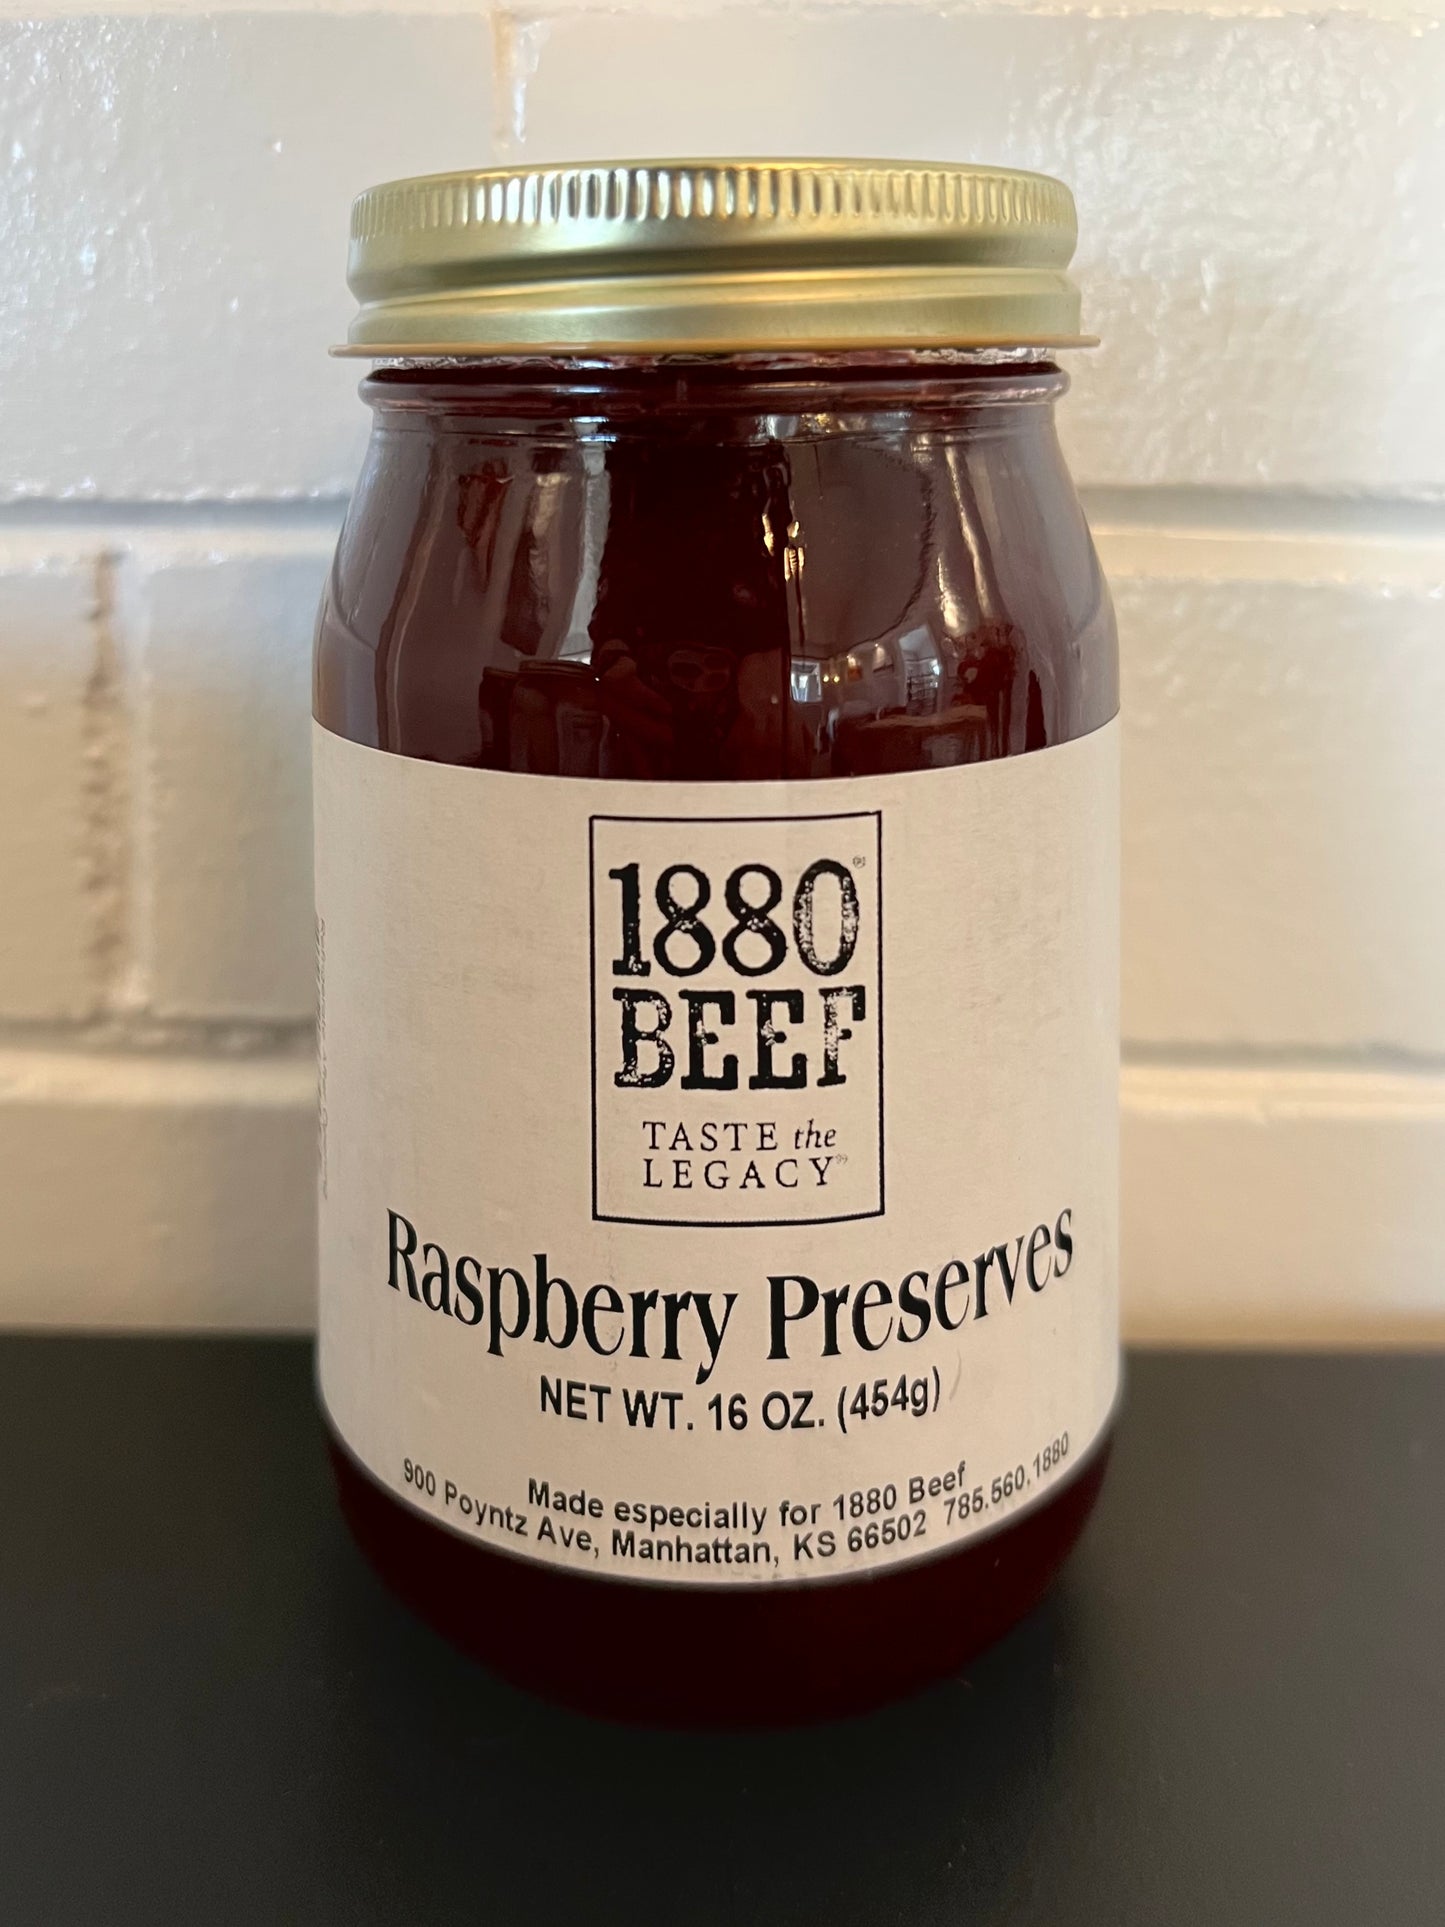 1880®
BEEF
TASTE the
LEGACY
Raspberry Preserves
NET WT. 16 OZ. (454g)
Made especially for 1880 Beef
900 Poyntz Ave, Manhattan, KS 66502 785.560.1880